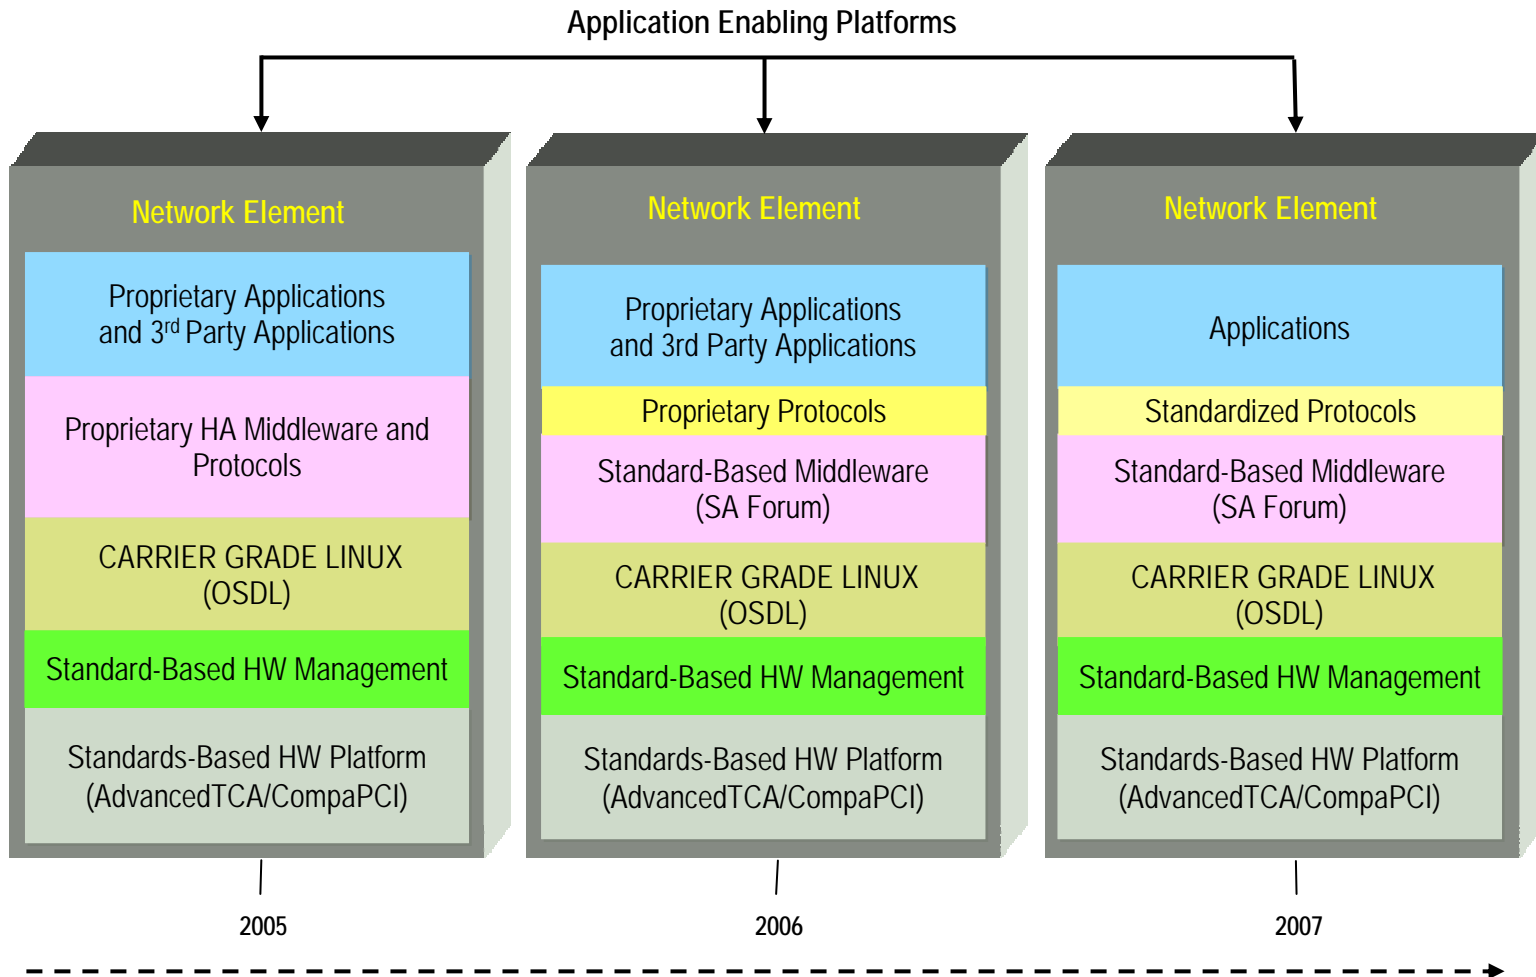 Application Enabling Platforms
Network Element
Proprietary Applications
and 3rd Party Applications
Proprietary HA Middleware and
Protocols
CARRIER GRADE LINUX
(OSDL)
Standard-Based HW Management
Standards-Based HW Platform
(AdvancedTCA/CompaPCI)
2005
Network Element
Proprietary Applications
and 3rd Party Applications
Proprietary Protocols
Standard-Based Middleware
(SA Forum)
CARRIER GRADE LINUX
(OSDL)
Standard-Based HW Management
Standards-Based HW Platform
(AdvancedTCA/CompaPCI)
2006
Network Element
Applications
Standardized Protocols
Standard-Based Middleware
(SA Forum)
CARRIER GRADE LINUX
(OSDL)
Standard-Based HW Management
Standards-Based HW Platform
(AdvancedTCA/CompaPCI)
2007